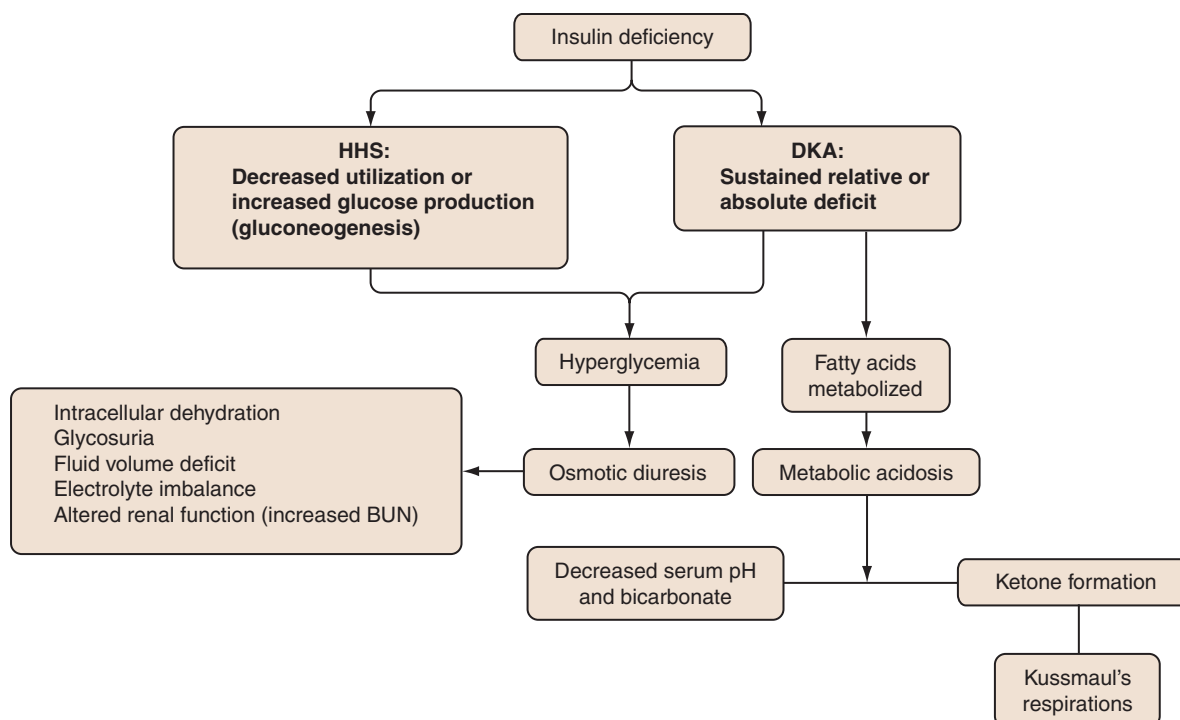 Insulin deficiency
HHS:
Decreased utilization or
increased glucose production
(gluconeogenesis)
DKA:
Sustained relative or
absolute deficit
Hyperglycemia
Fatty acids
metabolized
Intracellular dehydration
Glycosuria
Fluid volume deficit
Electrolyte imbalance
Altered renal function (increased BUN)
Osmotic diuresis
Metabolic acidosis
Decreased serum pH
and bicarbonate
Ketone formation
Kussmaul's
respirations